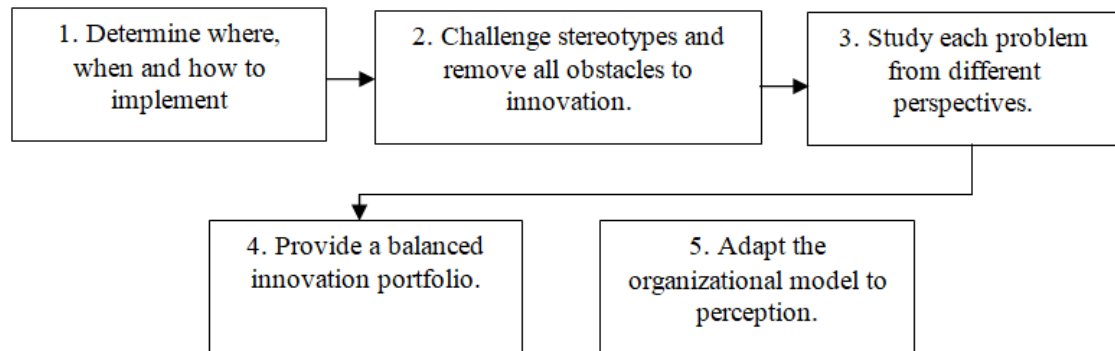 1. Determine where,
when and how to
implement
2. Challenge stereotypes and
remove all obstacles to
innovation.
3. Study each problem
from different
perspectives.
4. Provide a balanced
innovation portfolio.
5. Adapt the
organizational model to
perception.